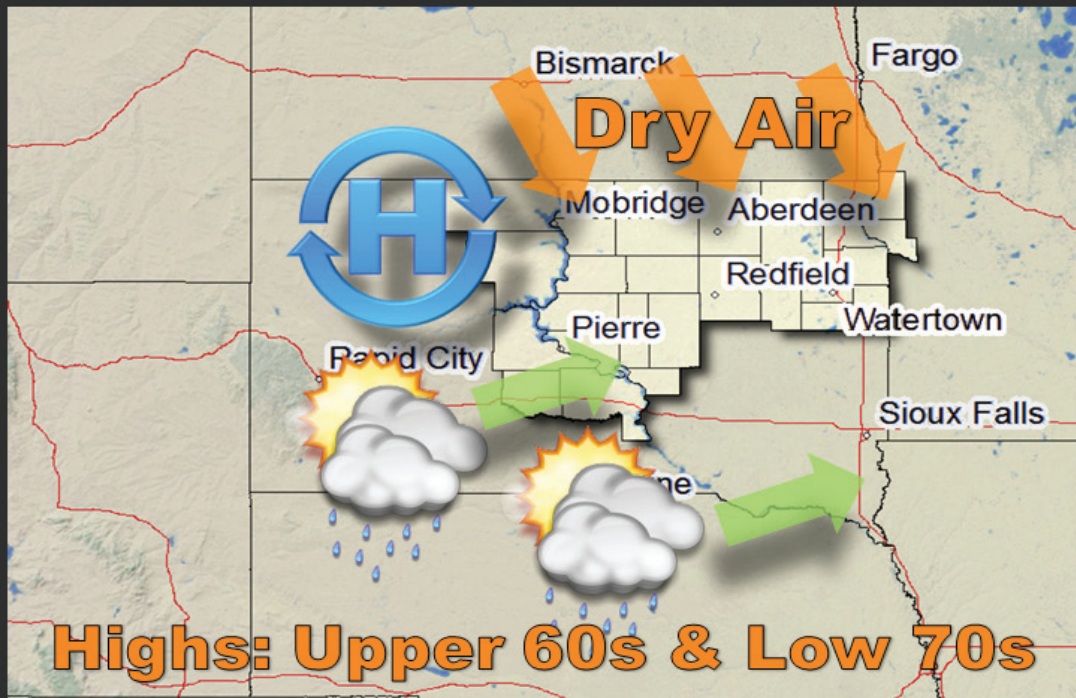 Bismarck
Fargo
Dry Air
H
Mobridge
Aberdeen
Redfield
Pierre
Watertown
Rapid City
Sioux Falls
Highs: Upper 60s & Low 70s